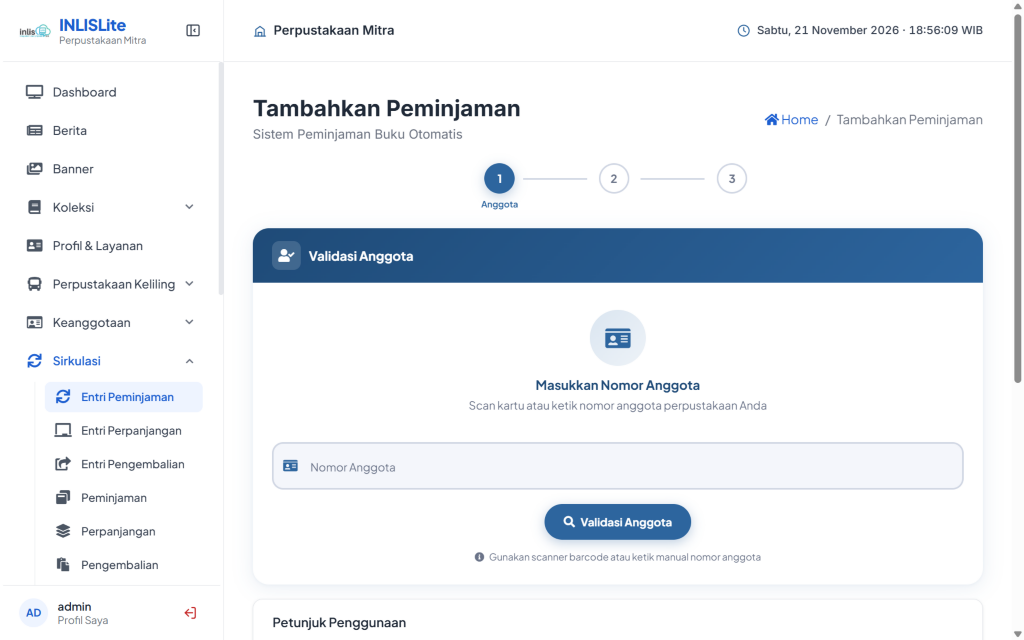 inlis
INLISLite
Perpustakaan Mitra
Perpustakaan Mitra
Sabtu, 21 November 2026 · 18:56:09 WIB
Dashboard
Berita
Banner
Koleksi
Profil & Layanan
Perpustakaan Keliling
Keanggotaan
Sirkulasi
Entri Peminjaman
Entri Perpanjangan
Entri Pengembalian
Peminjaman
Perpanjangan
Pengembalian
AD
admin
Profil Saya
Tambahkan Peminjaman
Sistem Peminjaman Buku Otomatis
Home / Tambahkan Peminjaman
1
2
3
Anggota
Validasi Anggota
Masukkan Nomor Anggota
Scan kartu atau ketik nomor anggota perpustakaan Anda
Nomor Anggota
Validasi Anggota
Gunakan scanner barcode atau ketik manual nomor anggota
Petunjuk Penggunaan